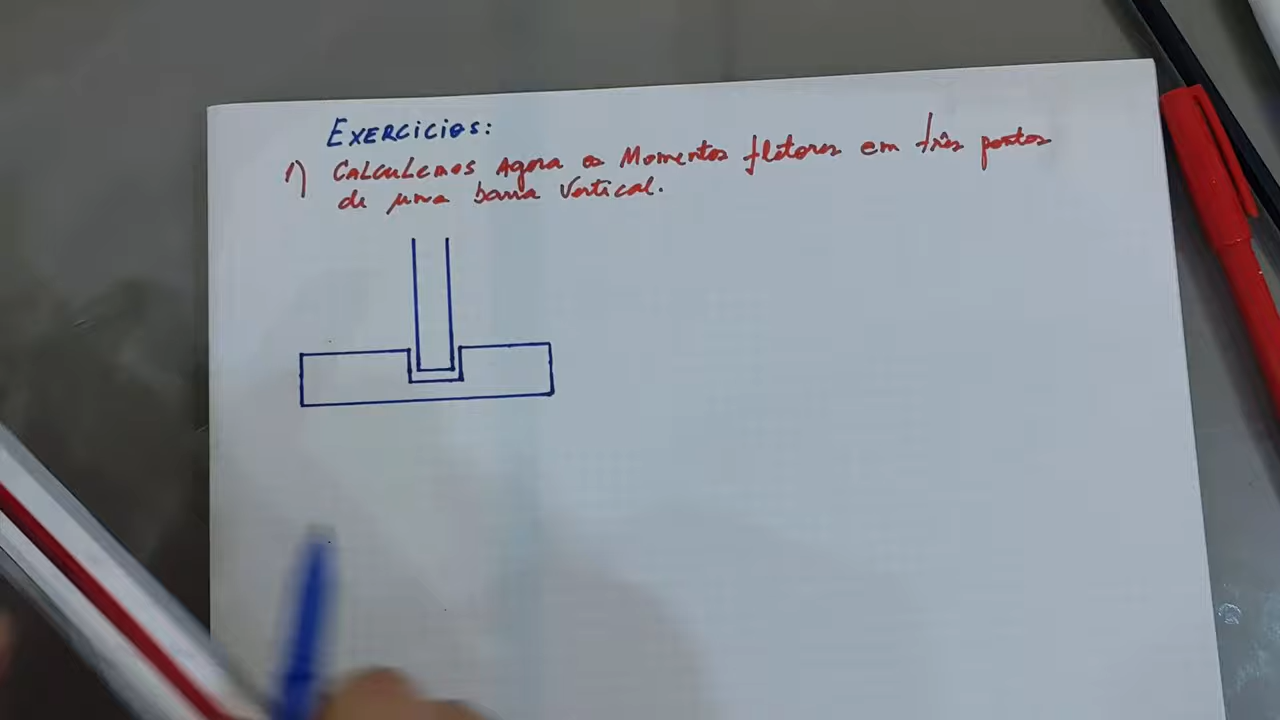 EXERCICIOS:
1) CALCULEMOS Agora os Momentos fletores em três pontos
de uma barra Vertical.